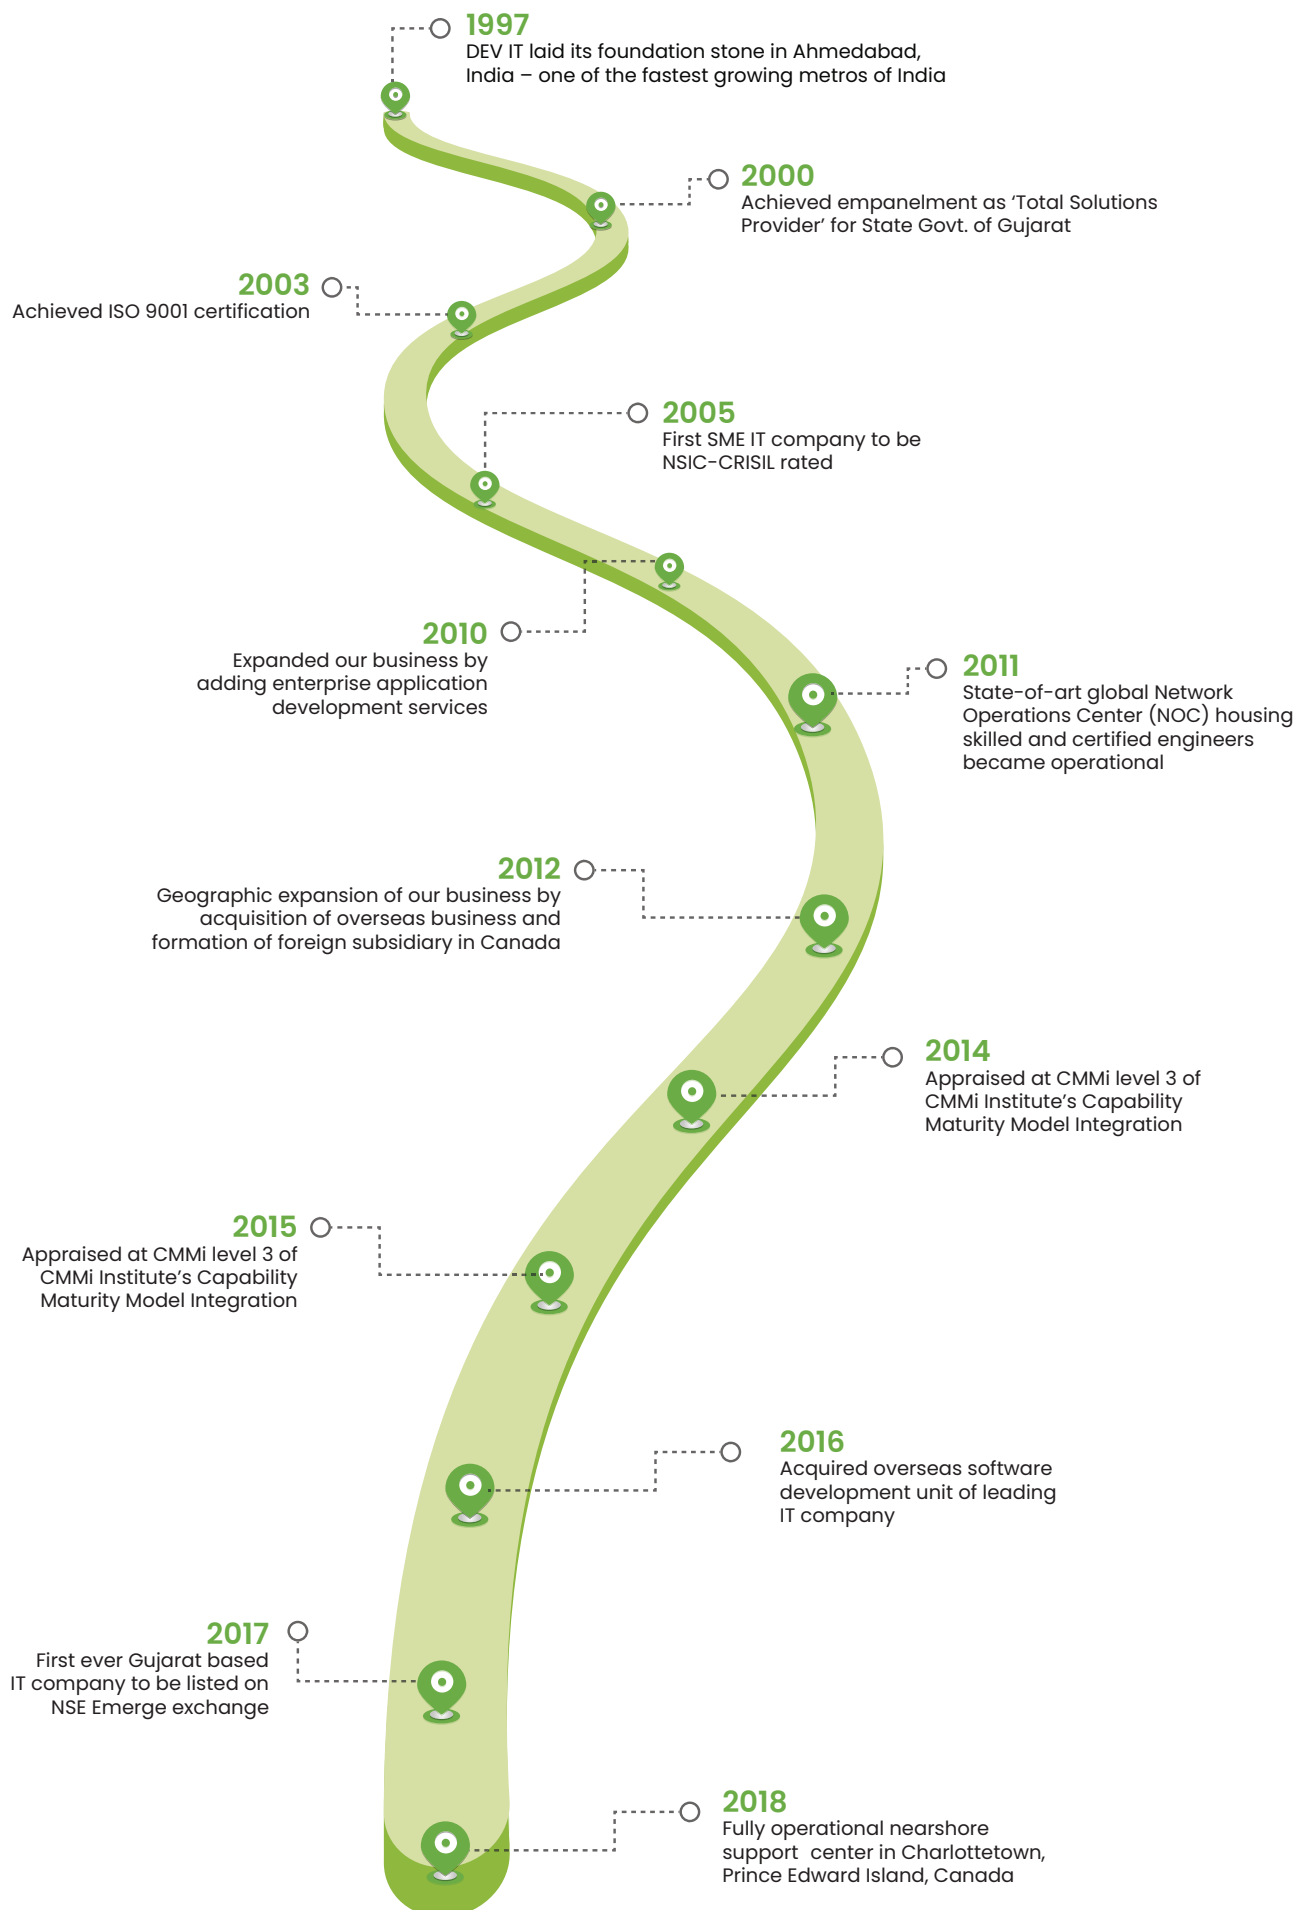 1997
DEV IT laid its foundation stone in Ahmedabad,
India – one of the fastest growing metros of India
2000
Achieved empanelment as ‘Total Solutions
Provider’ for State Govt. of Gujarat
2003
Achieved ISO 9001 certification
2005
First SME IT company to be
NSIC-CRISIL rated
2010
Expanded our business by
adding enterprise application
development services
2011
State-of-art global Network
Operations Center (NOC) housing
skilled and certified engineers
became operational
2012
Geographic expansion of our business by
acquisition of overseas business and
formation of foreign subsidiary in Canada
2014
Appraised at CMMi level 3 of
CMMi Institute’s Capability
Maturity Model Integration
2015
Appraised at CMMi level 3 of
CMMi Institute’s Capability
Maturity Model Integration
2016
Acquired overseas software
development unit of leading
IT company
2017
First ever Gujarat based
IT company to be listed on
NSE Emerge exchange
2018
Fully operational nearshore
support  center in Charlottetown,
Prince Edward Island, Canada